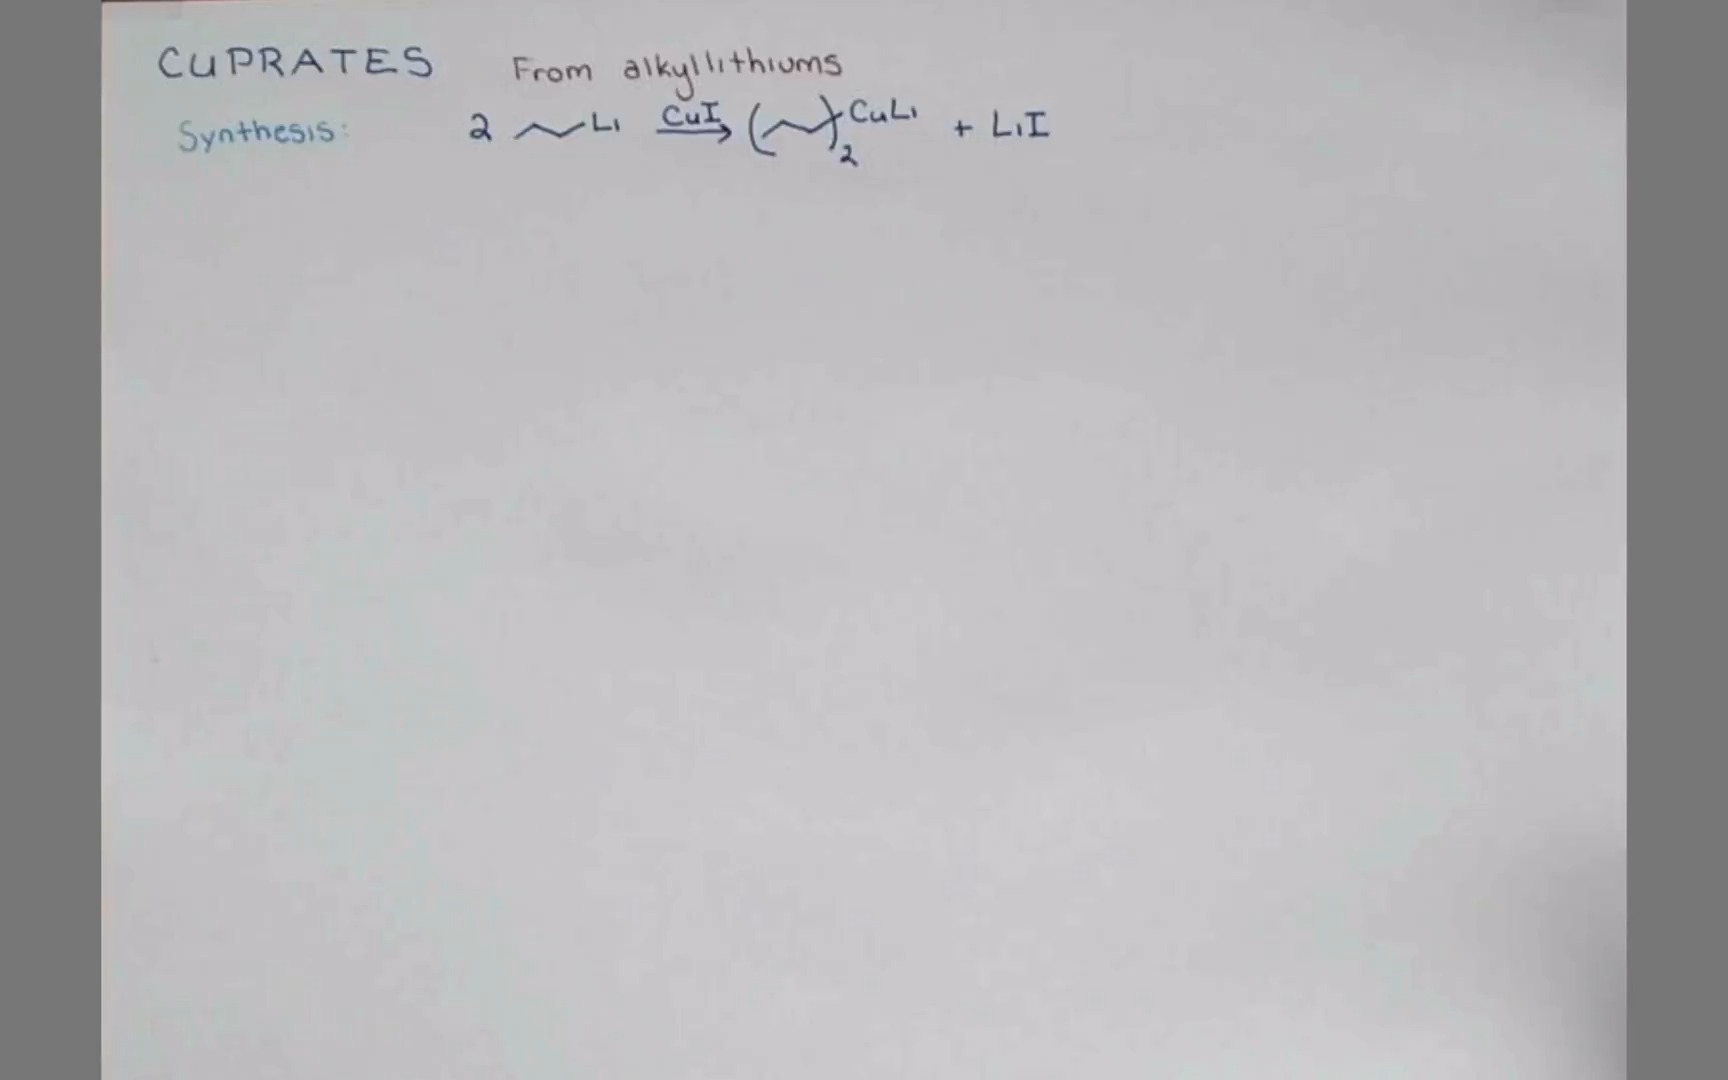 CUPRATES From alkyllithiums
Synthesis: 2 Li CuI ( )2 CuLi + LiI